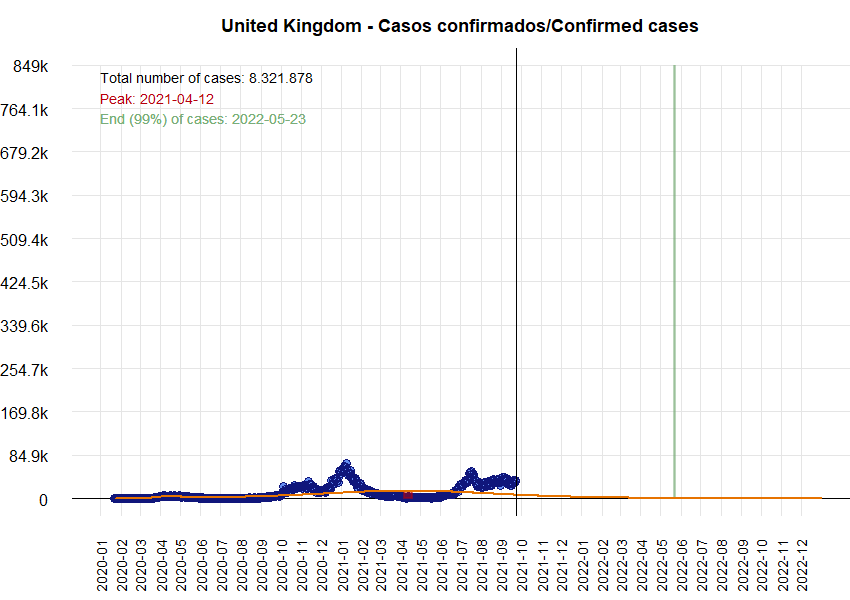 United Kingdom - Casos confirmados/Confirmed cases
849k
Total number of cases: 8.321.878
Peak: 2021-04-12
764.1k
End (99%) of cases: 2022-05-23
679.2k
594.3k
509.4k
424.5k
339.6k
254.7k
169.8k
84.9k
0
2020-01
2020-02
2020-03
2020-04
2020-05
2020-06
2020-07
2020-08
2020-09
2020-10
2020-11
2020-12
2021-01
2021-02
2021-03
2021-04
2021-05
2021-06
2021-07
2021-08
2021-09
2021-10
2021-11
2021-12
2022-01
2022-02
2022-03
2022-04
2022-05
2022-06
2022-07
2022-08
2022-09
2022-10
2022-11
2022-12